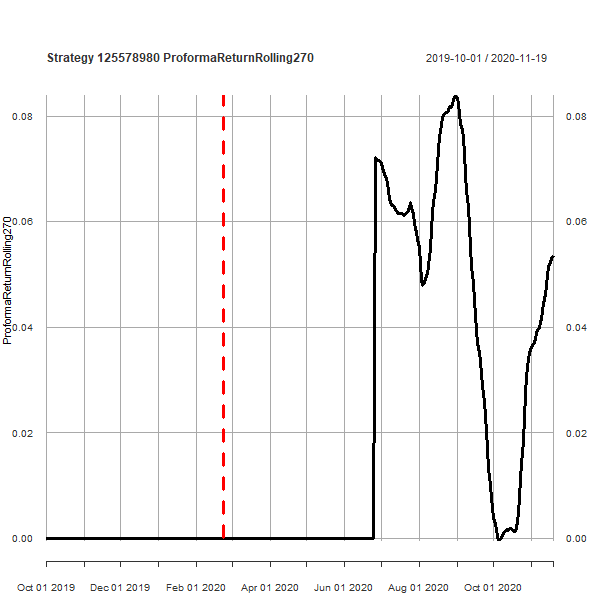 Strategy 125578980 ProformaReturnRolling270
2019-10-01 / 2020-11-19
0.08
0.08
0.06
0.06
0.04
0.04
0.02
0.02
0.00
0.00
ProformaReturnRolling270
Oct 01 2019
Dec 01 2019
Feb 01 2020
Apr 01 2020
Jun 01 2020
Aug 01 2020
Oct 01 2020